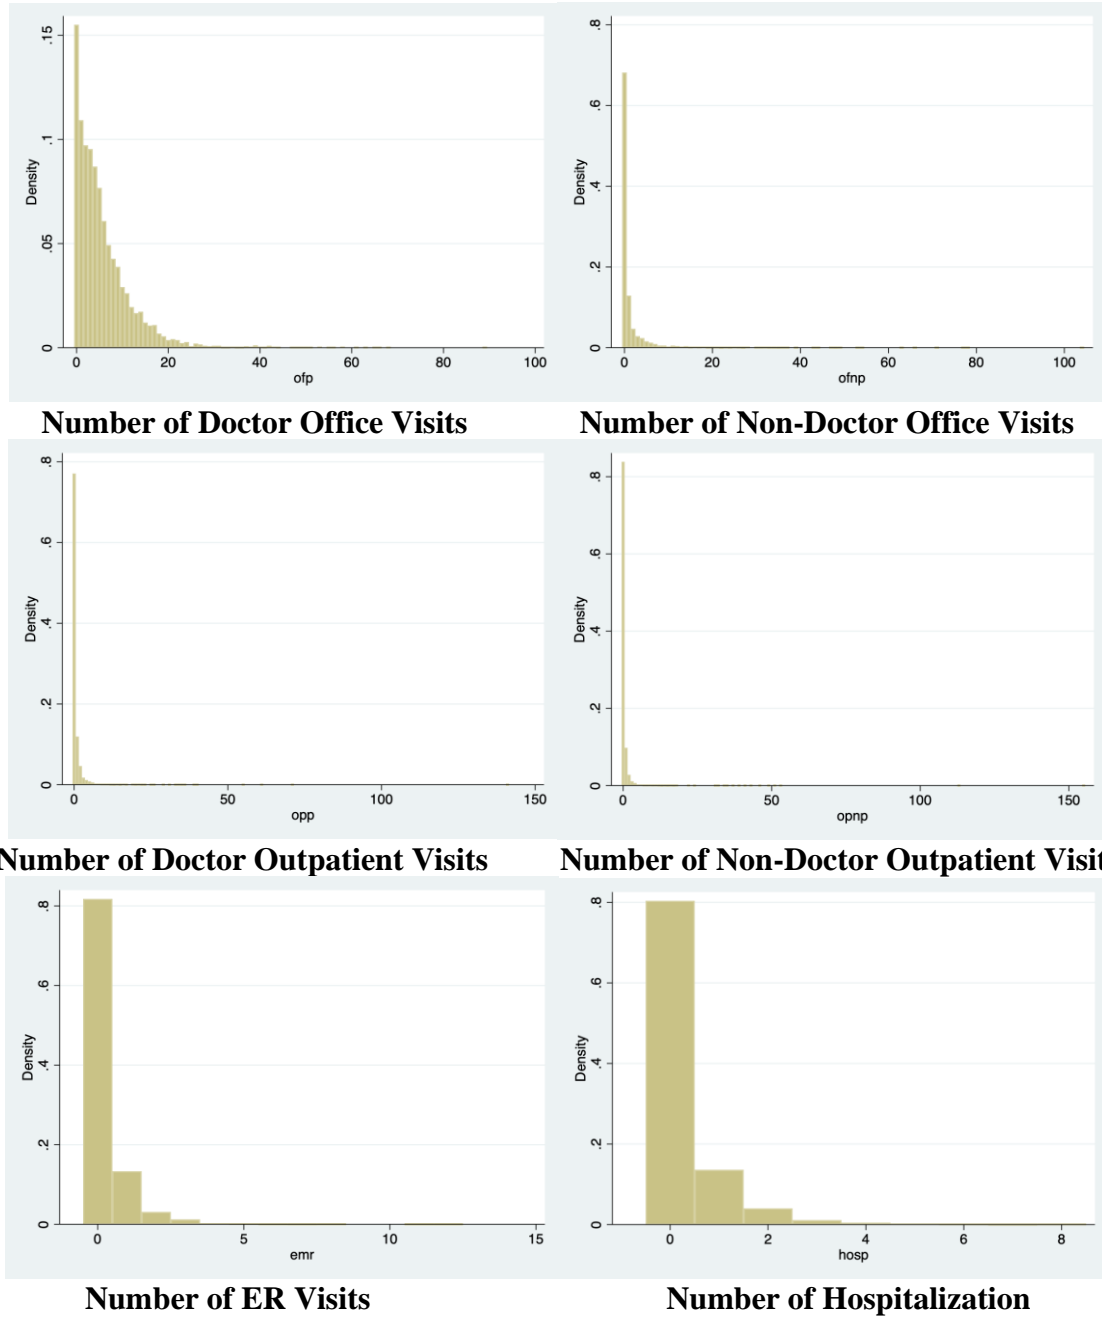 .15
.1
.05
0
Density
0 20 40 60 80 100
ofp
.8
.6
.4
.2
0
Density
0 20 40 60 80 100
ofnp
Number of Doctor Office Visits
Number of Non-Doctor Office Visits
.8
.6
.4
.2
0
Density
0 50 100 150
opp
.8
.6
.4
.2
0
Density
0 50 100 150
opnp
Number of Doctor Outpatient Visits
Number of Non-Doctor Outpatient Visit
.8
.6
.4
.2
0
Density
0 5 10 15
emr
.8
.6
.4
.2
0
Density
0 2 4 6 8
hosp
Number of ER Visits
Number of Hospitalization